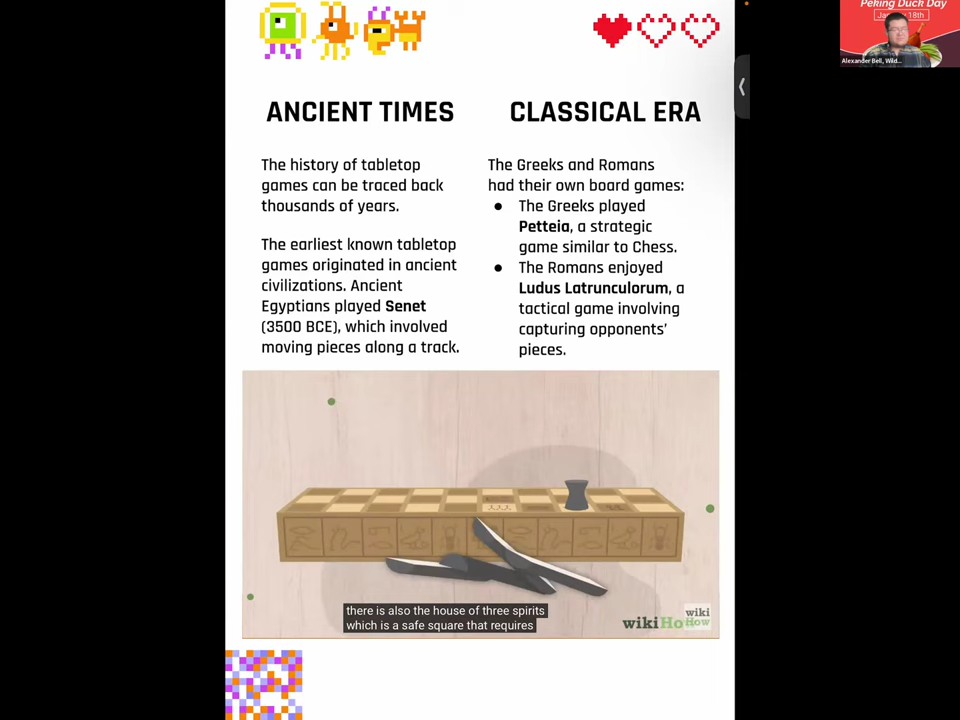 ANCIENT TIMES
The history of tabletop
games can be traced back
thousands of years.
The earliest known tabletop
games originated in ancient
civilizations. Ancient
Egyptians played Senet
(3500 BCE), which involved
moving pieces along a track.
CLASSICAL ERA
The Greeks and Romans
had their own board games:
● The Greeks played
Petteia, a strategic
game similar to Chess.
● The Romans enjoyed
Ludus Latrunculorum, a
tactical game involving
capturing opponents'
pieces.
there is also the house of three spirits
which is a safe square that requires
wikiHow
wiki
How
Peking Duck Day
January 18th
Alexander Bell, Wild...